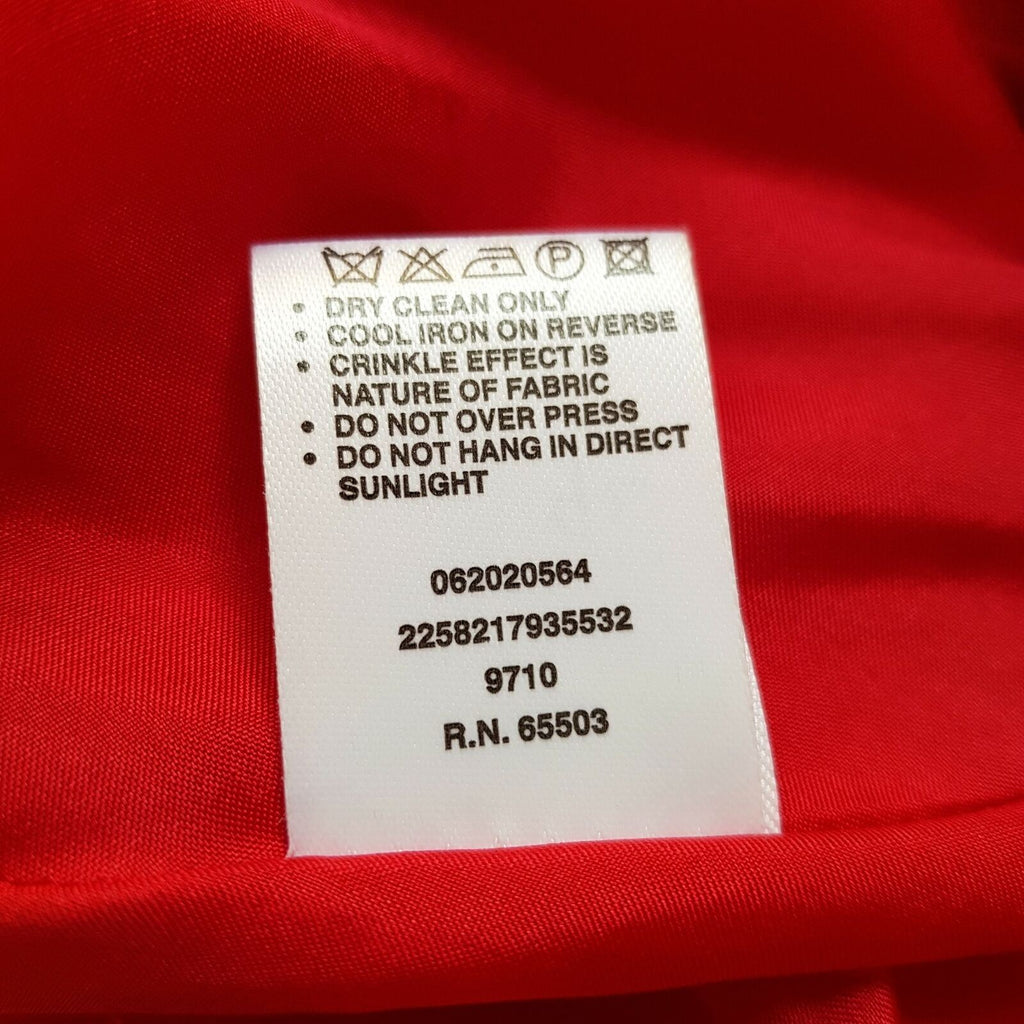 P
• DRY CLEAN ONLY
• COOL IRON ON REVERSE
• CRINKLE EFFECT IS
NATURE OF FABRIC
• DO NOT OVER PRESS
• DO NOT HANG IN DIRECT
SUNLIGHT
062020564
2258217935532
9710
R.N. 65503